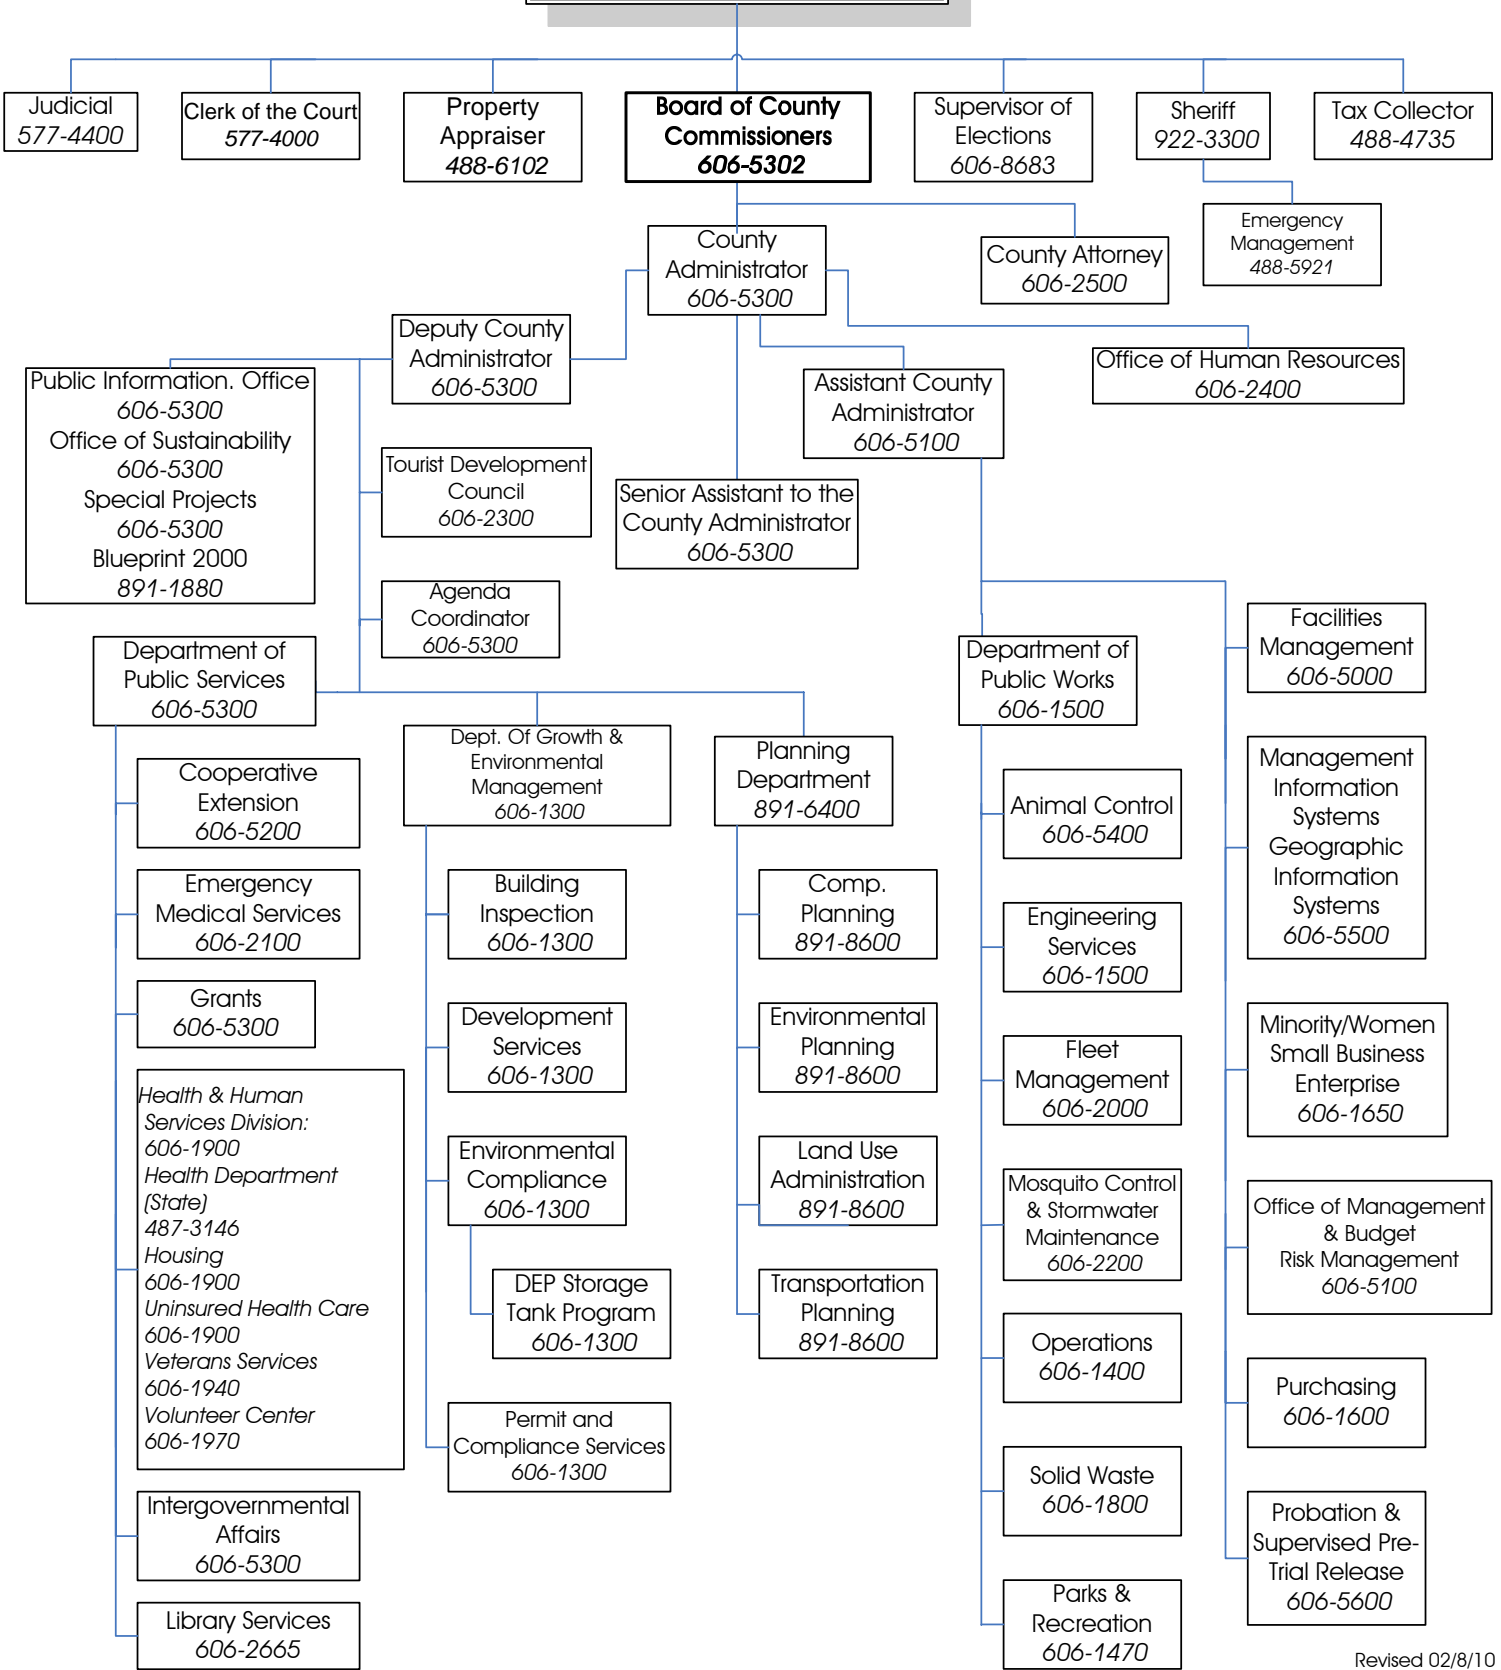 Judicial
577-4400
Clerk of the Court
577-4000
Property
Appraiser
488-6102
Board of County
Commissioners
606-5302
Supervisor of
Elections
606-8683
Sheriff
922-3300
Tax Collector
488-4735
Emergency
Management
488-5921
County
Administrator
606-5300
County Attorney
606-2500
Deputy County
Administrator
606-5300
Office of Human Resources
606-2400
Assistant County
Administrator
606-5100
Public Information. Office
606-5300
Office of Sustainability
606-5300
Special Projects
606-5300
Blueprint 2000
891-1880
Tourist Development
Council
606-2300
Senior Assistant to the
County Administrator
606-5300
Agenda
Coordinator
606-5300
Department of
Public Services
606-5300
Cooperative
Extension
606-5200
Emergency
Medical Services
606-2100
Grants
606-5300
Health & Human
Services Division:
606-1900
Health Department
(State)
487-3146
Housing
606-1900
Uninsured Health Care
606-1900
Veterans Services
606-1940
Volunteer Center
606-1970
Intergovernmental
Affairs
606-5300
Library Services
606-2665
Dept. Of Growth &
Environmental
Management
606-1300
Building
Inspection
606-1300
Development
Services
606-1300
Environmental
Compliance
606-1300
DEP Storage
Tank Program
606-1300
Permit and
Compliance Services
606-1300
Planning
Department
891-6400
Comp.
Planning
891-8600
Environmental
Planning
891-8600
Land Use
Administration
891-8600
Transportation
Planning
891-8600
Department of
Public Works
606-1500
Animal Control
606-5400
Engineering
Services
606-1500
Fleet
Management
606-2000
Mosquito Control
& Stormwater
Maintenance
606-2200
Operations
606-1400
Solid Waste
606-1800
Parks &
Recreation
606-1470
Facilities
Management
606-5000
Management
Information
Systems
Geographic
Information
Systems
606-5500
Minority/Women
Small Business
Enterprise
606-1650
Office of Management
& Budget
Risk Management
606-5100
Purchasing
606-1600
Probation &
Supervised Pre-
Trial Release
606-5600
Revised 02/8/10